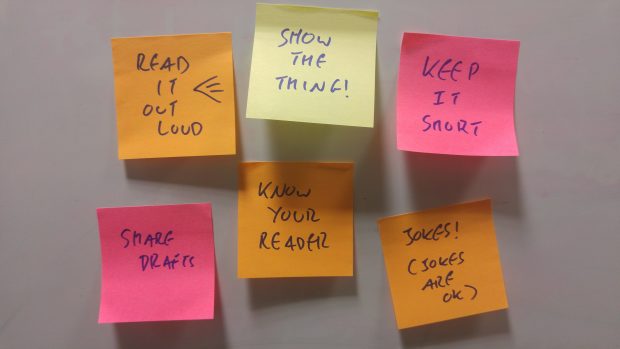 READ
IT
OUT
LOUD
SHOW
THE
THING!
KEEP
IT
SHORT
SHARE
DRAFTS
KNOW
YOUR
READER
JOKES!
(JOKES
ARE
OK)